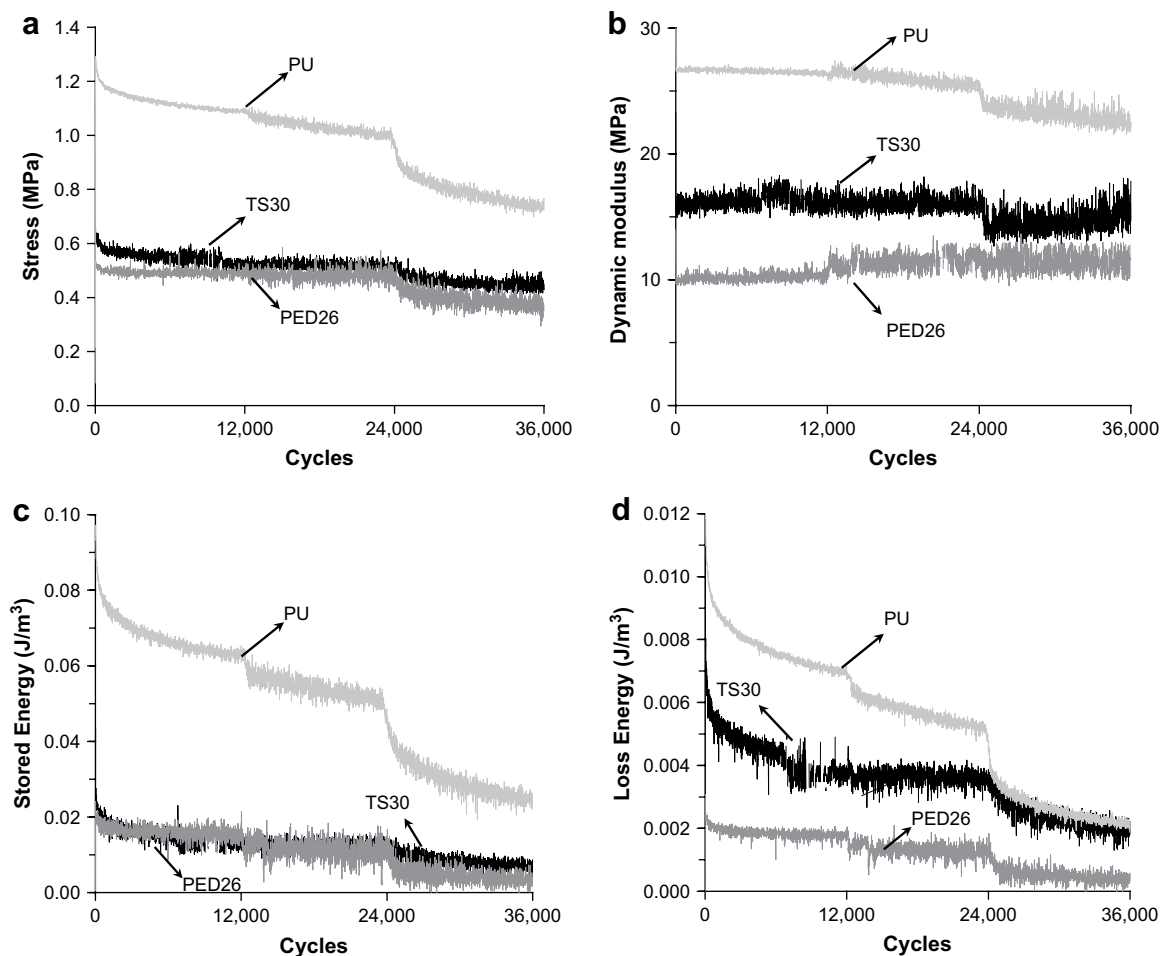 a
1.4
1.2
1.0
0.8
0.6
0.4
0.2
0.0
Stress (MPa)
PU
TS30
PED26
0 12,000 24,000 36,000
Cycles
b
30
20
10
0
Dynamic modulus (MPa)
PU
TS30
PED26
0 12,000 24,000 36,000
Cycles
c
0.10
0.08
0.06
0.04
0.02
0.00
Stored Energy (J/m³)
PU
TS30
PED26
0 12,000 24,000 36,000
Cycles
d
0.012
0.010
0.008
0.006
0.004
0.002
0.000
Loss Energy (J/m³)
PU
TS30
PED26
0 12,000 24,000 36,000
Cycles